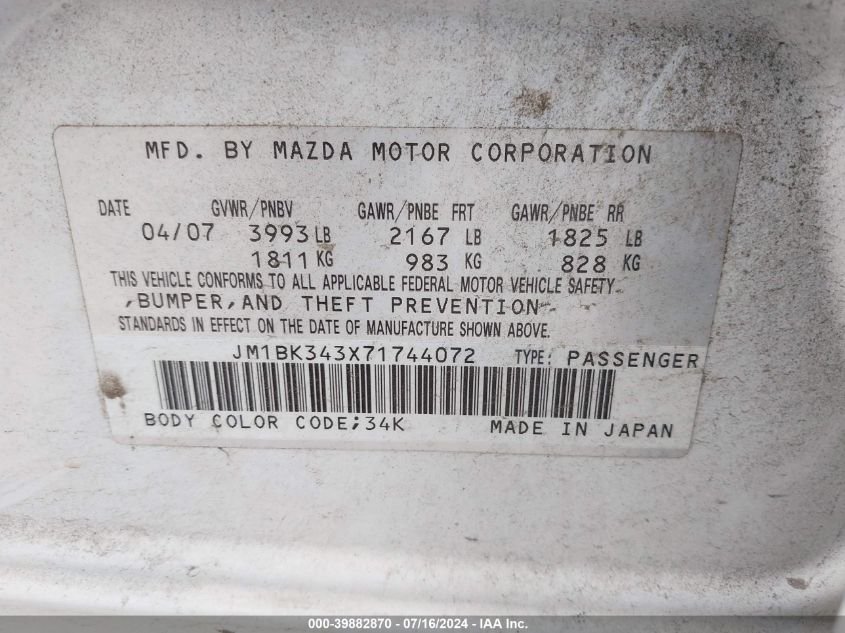 MFD. BY MAZDA MOTOR CORPORATION
DATE GVWR/PNBV GAWR/PNBE FRT GAWR/PNBE RR
04/07 3993 LB 2167 LB 1825 LB
1811 KG 983 KG 828 KG
THIS VEHICLE CONFORMS TO ALL APPLICABLE FEDERAL MOTOR VEHICLE SAFETY
,BUMPER,AND THEFT PREVENTION
STANDARDS IN EFFECT ON THE DATE OF MANUFACTURE SHOWN ABOVE.
JM1BK343X71744072 TYPE: PASSENGER
BODY COLOR CODE;34K MADE IN JAPAN
000-39882870 - 07/16/2024 - IAA Inc.